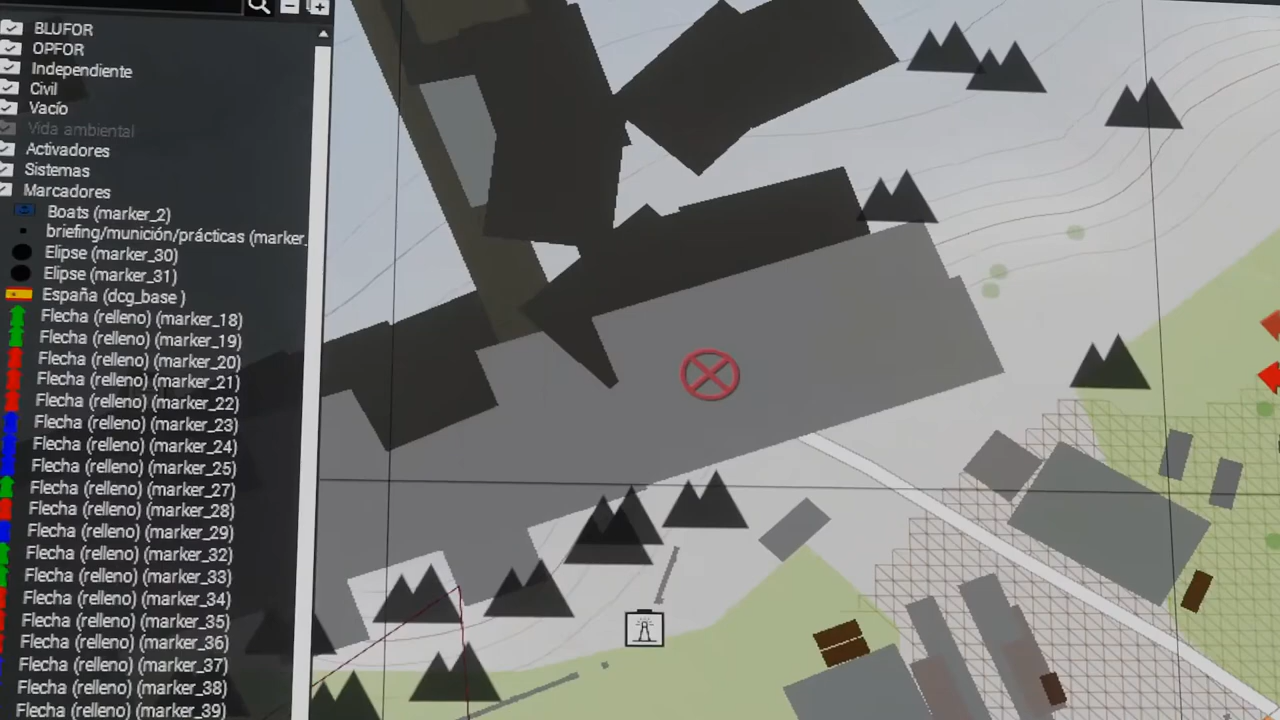 BLUFOR
OPFOR
Independiente
Civil
Vacío
Vida ambiental
Activadores
Sistemas
Marcadores
Boats (marker_2)
briefing/munición/prácticas (marker_
Elipse (marker_30)
Elipse (marker_31)
España (dcg_base )
Flecha (relleno) (marker_18)
Flecha (relleno) (marker_19)
Flecha (relleno) (marker_20)
Flecha (relleno) (marker_21)
Flecha (relleno) (marker_22)
Flecha (relleno) (marker_23)
Flecha (relleno) (marker_24)
Flecha (relleno) (marker_25)
Flecha (relleno) (marker_27)
Flecha (relleno) (marker_28)
Flecha (relleno) (marker_29)
Flecha (relleno) (marker_32)
Flecha (relleno) (marker_33)
Flecha (relleno) (marker_34)
Flecha (relleno) (marker_35)
Flecha (relleno) (marker_36)
Flecha (relleno) (marker_37)
Flecha (relleno) (marker_38)
Flecha (relleno) (marker_39)